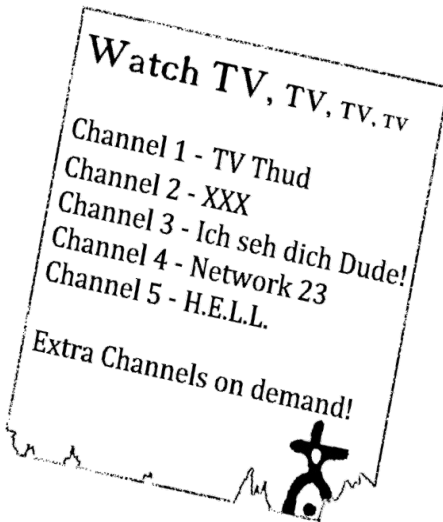 Watch TV, TV, TV, TV
Channel 1 - TV Thud
Channel 2 - XXX
Channel 3 - Ich seh dich Dude!
Channel 4 - Network 23
Channel 5 - H.E.L.L.
Extra Channels on demand!